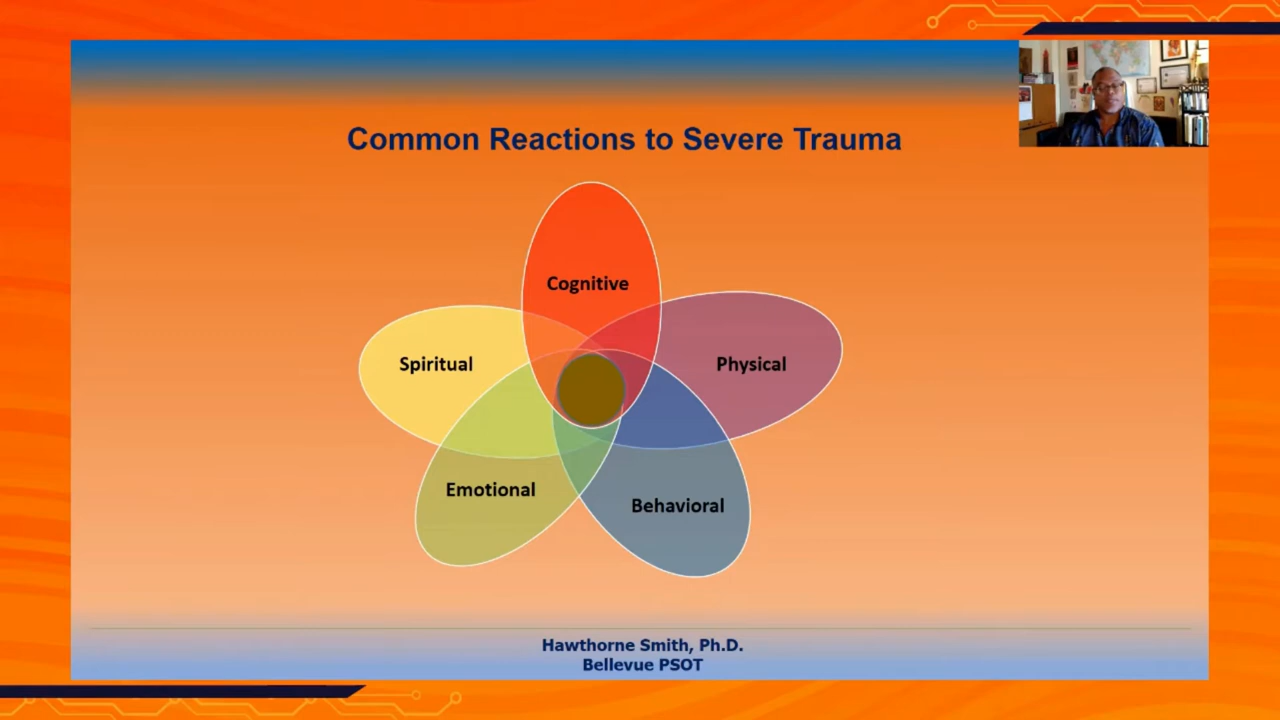 Common Reactions to Severe Trauma
Cognitive
Spiritual
Physical
Emotional
Behavioral
Hawthorne Smith, Ph.D.
Bellevue PSOT